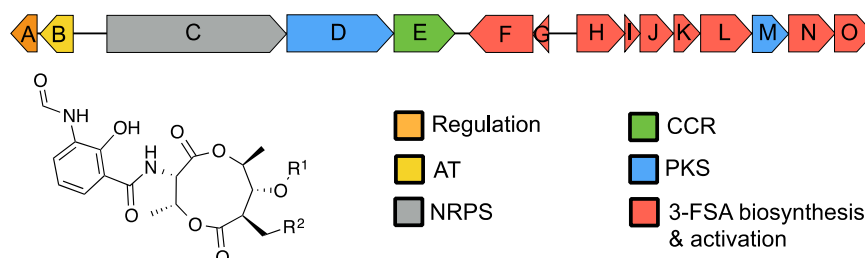 A B C D E F G H I J K L M N O
O
NH
OH
O
O
R¹
H
N
O
O
O
O
R²
Regulation
AT
NRPS
CCR
PKS
3-FSA biosynthesis
& activation